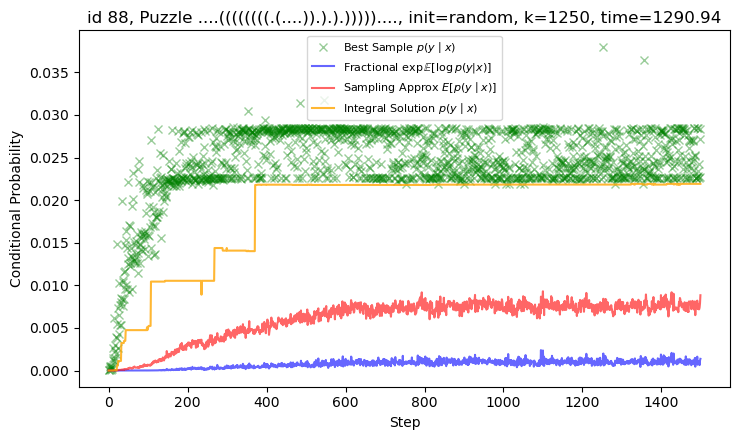 id 88, Puzzle ....((((((((.(....)).).).)))))...., init=random, k=1250, time=1290.94
Best Sample p(y | x)
Fractional exp𝔼[log p(y|x)]
Sampling Approx E[p(y | x)]
Integral Solution p(y | x)
Conditional Probability
0.035
0.030
0.025
0.020
0.015
0.010
0.005
0.000
0
200
400
600
800
1000
1200
1400
Step